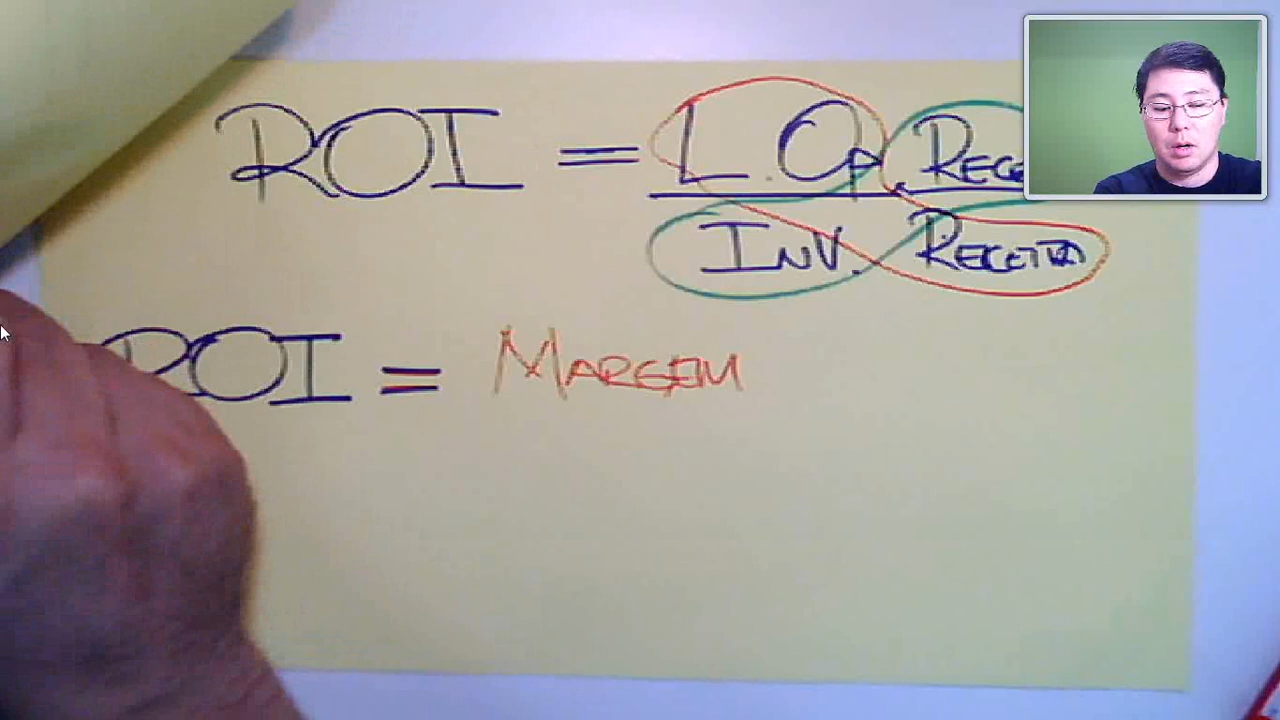 ROI = L.Op. RECE
INV. RECEITA
ROI = MARGEM